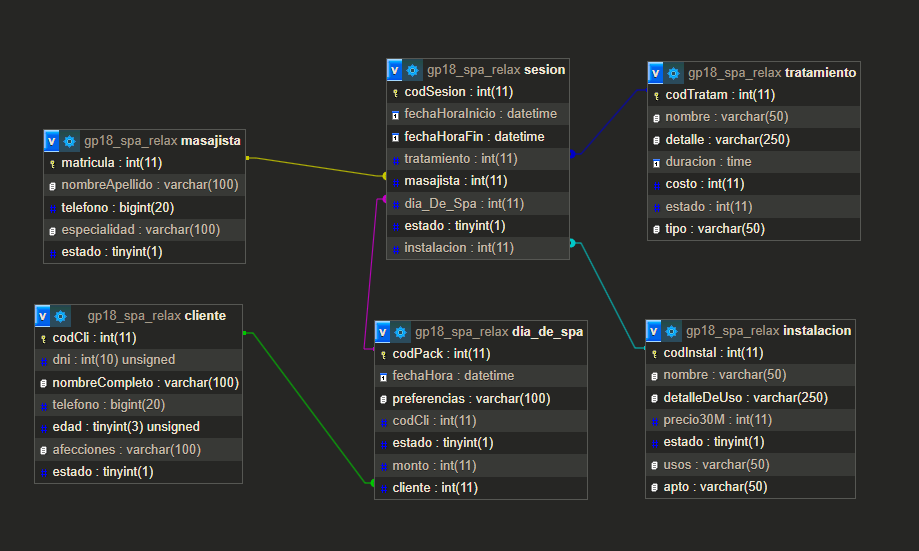 v gp18_spa_relax masajista
matricula : int(11)
nombreApellido : varchar(100)
telefono : bigint(20)
especialidad : varchar(100)
estado : tinyint(1)
v gp18_spa_relax cliente
codCli : int(11)
dni : int(10) unsigned
nombreCompleto : varchar(100)
telefono : bigint(20)
edad : tinyint(3) unsigned
afecciones : varchar(100)
estado : tinyint(1)
v gp18_spa_relax sesion
codSesion : int(11)
fechaHoraInicio : datetime
fechaHoraFin : datetime
tratamiento : int(11)
masajista : int(11)
dia_De_Spa : int(11)
estado : tinyint(1)
instalacion : int(11)
v gp18_spa_relax dia_de_spa
codPack : int(11)
fechaHora : datetime
preferencias : varchar(100)
codCli : int(11)
estado : tinyint(1)
monto : int(11)
cliente : int(11)
v gp18_spa_relax tratamiento
codTratam : int(11)
nombre : varchar(50)
detalle : varchar(250)
duracion : time
costo : int(11)
estado : int(11)
tipo : varchar(50)
v gp18_spa_relax instalacion
codInstal : int(11)
nombre : varchar(50)
detalleDeUso : varchar(250)
precio30M : int(11)
estado : tinyint(1)
usos : varchar(50)
apto : varchar(50)